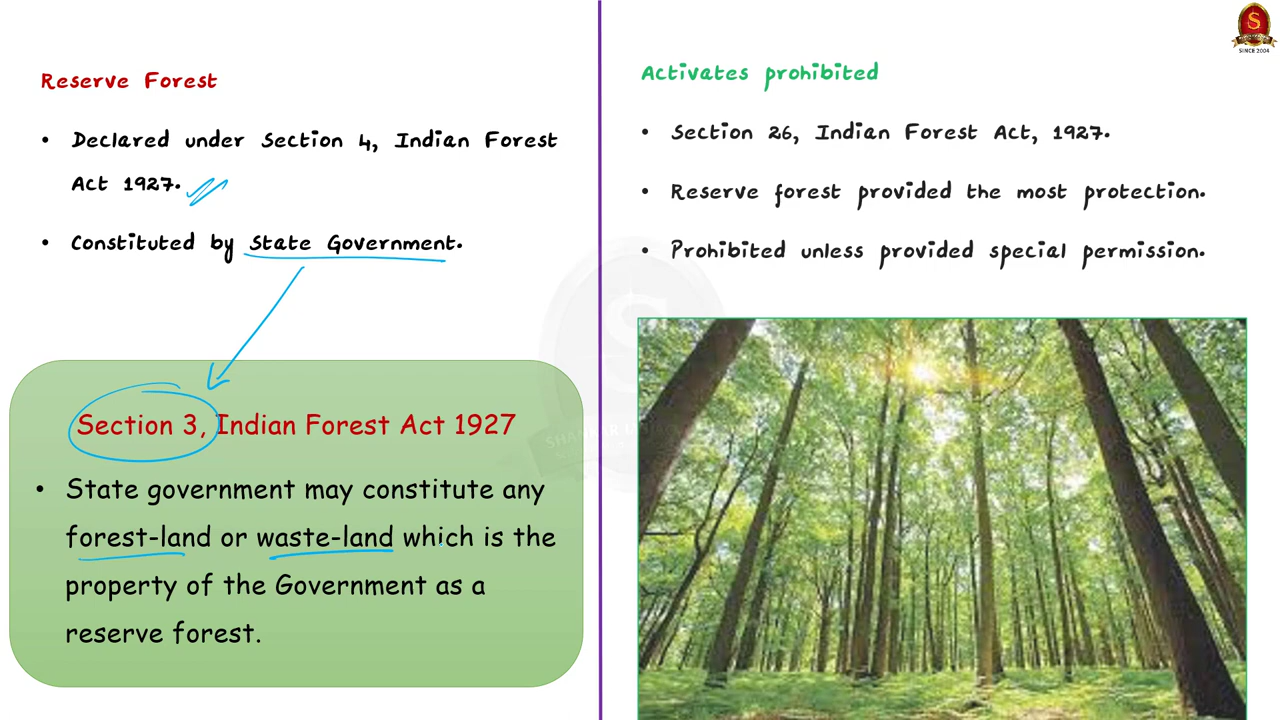 Reserve Forest
• Declared under Section 4, Indian Forest
Act 1927.
• Constituted by State Government.
Section 3, Indian Forest Act 1927
• State government may constitute any
forest-land or waste-land which is the
property of the Government as a
reserve forest.
Activates prohibited
• Section 26, Indian Forest Act, 1927.
• Reserve forest provided the most protection.
• Prohibited unless provided special permission.
S
SINCE 2004